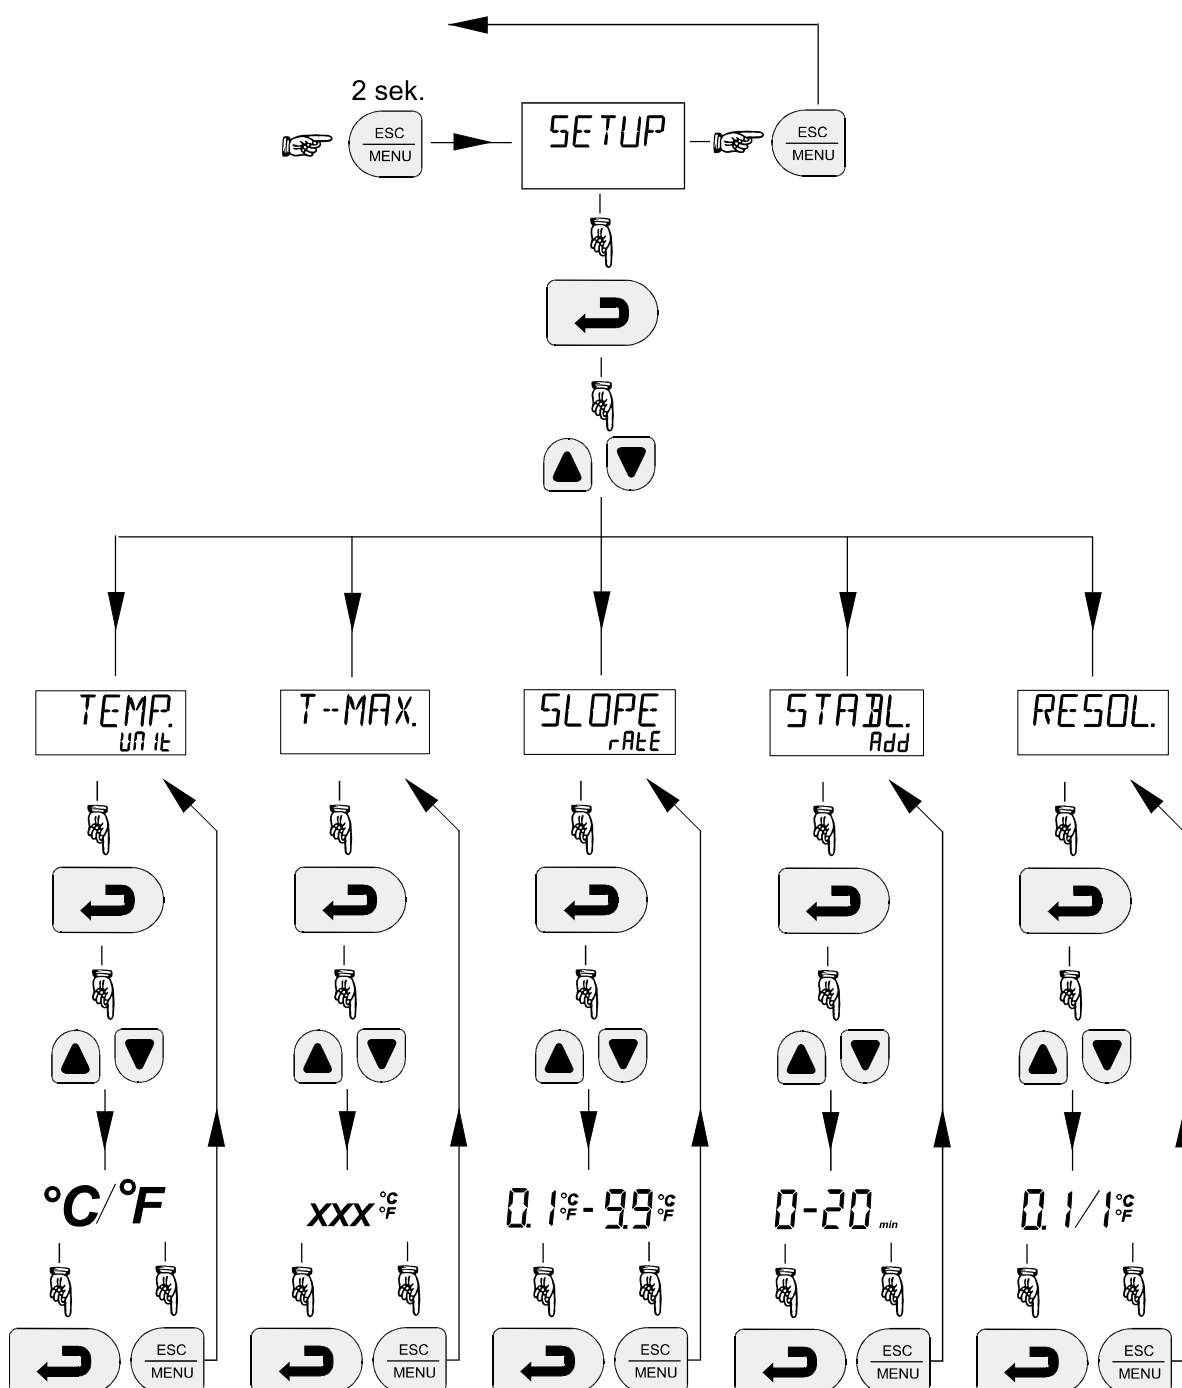 2 sek.
ESC
MENU
SETUP
ESC
MENU
TEMP.
UNIt
T--MAX.
SLOPE
rAtE
STABL.
Add
RESOL.
°C/°F
xxx °C
°F
0.1 °C
°F - 9.9 °C
°F
0-20 min
0.1/1 °C
°F
ESC
MENU
ESC
MENU
ESC
MENU
ESC
MENU
ESC
MENU